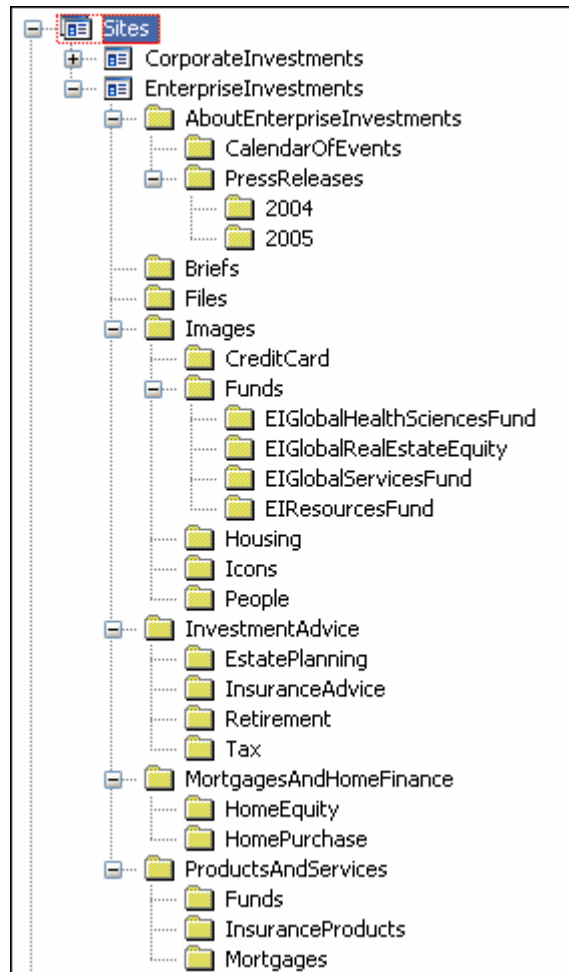 Sites
CorporateInvestments
EnterpriseInvestments
AboutEnterpriseInvestments
CalendarOfEvents
PressReleases
2004
2005
Briefs
Files
Images
CreditCard
Funds
EIGlobalHealthSciencesFund
EIGlobalRealEstateEquity
EIGlobalServicesFund
EIResourcesFund
Housing
Icons
People
InvestmentAdvice
EstatePlanning
InsuranceAdvice
Retirement
Tax
MortgagesAndHomeFinance
HomeEquity
HomePurchase
ProductsAndServices
Funds
InsuranceProducts
Mortgages